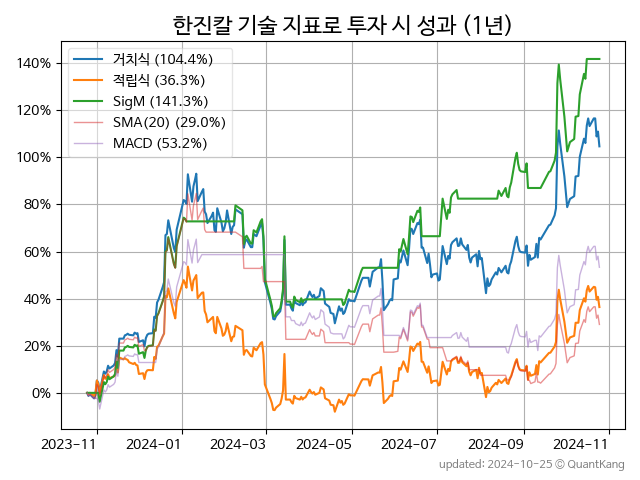 한진칼 기술 지표로 투자 시 성과 (1년)
거치식 (104.4%)
적립식 (36.3%)
SigM (141.3%)
SMA(20) (29.0%)
MACD (53.2%)
140%
120%
100%
80%
60%
40%
20%
0%
2023-11 2024-01 2024-03 2024-05 2024-07 2024-09 2024-11
updated: 2024-10-25 © QuantKang